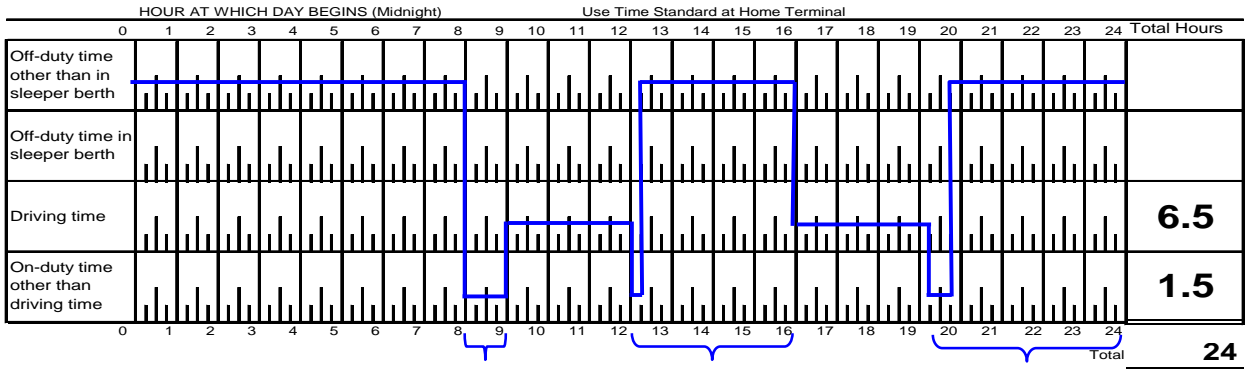 HOUR AT WHICH DAY BEGINS (Midnight) Use Time Standard at Home Terminal
0 1 2 3 4 5 6 7 8 9 10 11 12 13 14 15 16 17 18 19 20 21 22 23 24 Total Hours
Off-duty time
other than in
sleeper berth
Off-duty time in
sleeper berth
Driving time
6.5
On-duty time
other than
driving time
1.5
0 1 2 3 4 5 6 7 8 9 10 11 12 13 14 15 16 17 18 19 20 21 22 23 24
Total 24